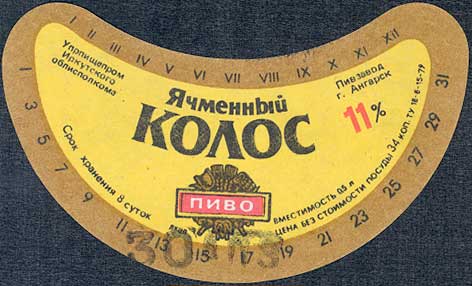 I II III IV V VI VII VIII IX X XI XII
Упрпищепром
Иркутского
облисполкома
Ячменный
КОЛОС
Пивзавод
г. Ангарск
11%
Срок хранения 8 суток
ПИВО
ВМЕСТИМОСТЬ 0,5 л
ЦЕНА БЕЗ СТОИМОСТИ ПОСУДЫ 34 КОП. ТУ 18-6-15-79
1 3 5 7 9 11 13 15 17 19 21 23 25 27 29 31